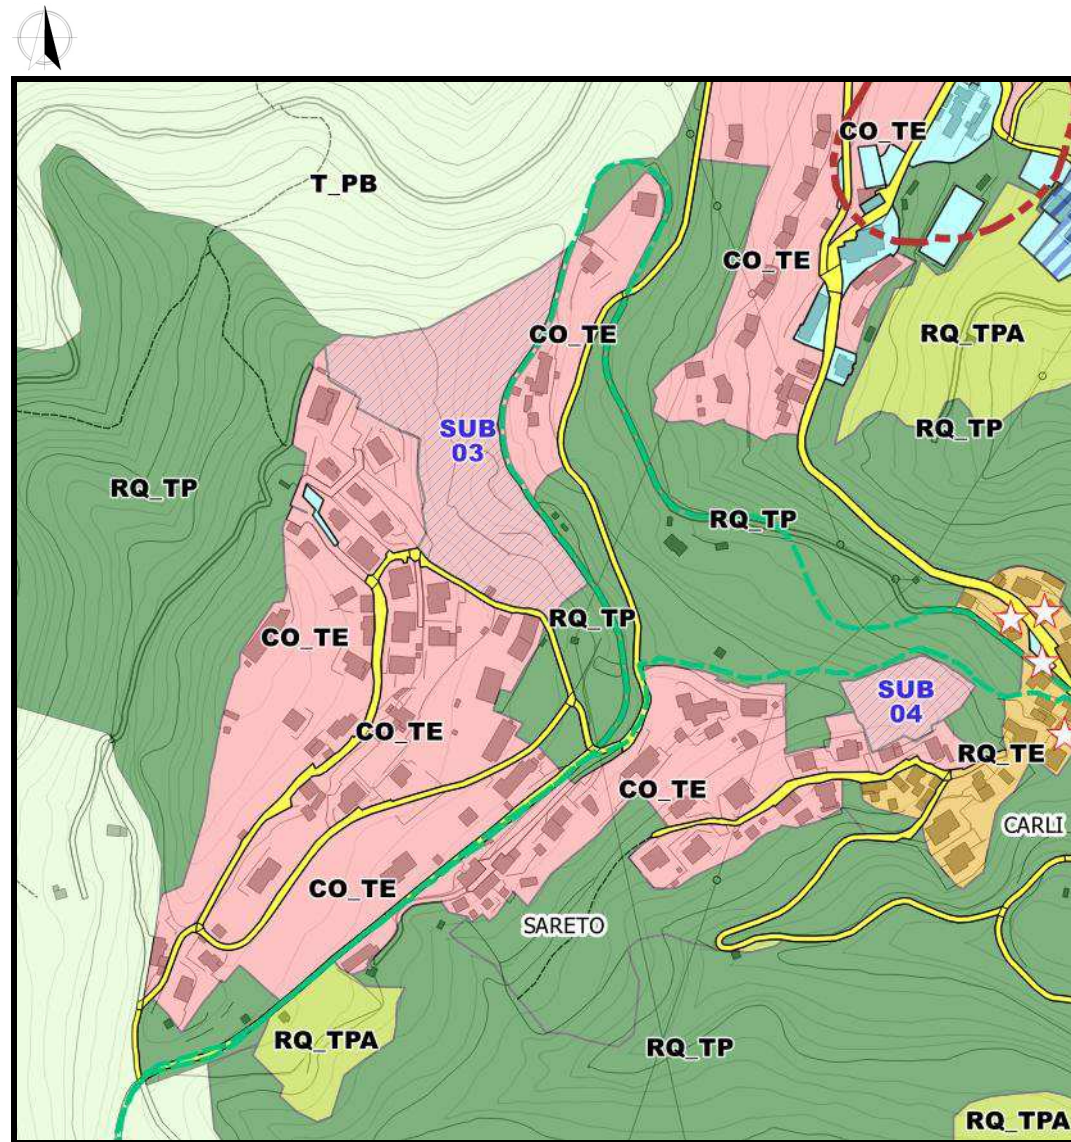 CO_TE
T_PB
CO_TE
CO_TE
RQ_TPA
SUB
03
RQ_TP
RQ_TP
RQ_TP
RQ_TP
CO_TE
SUB
04
CO_TE
RQ_TE
CO_TE
CARLI
CO_TE
SARETO
RQ_TPA
RQ_TP
RQ_TPA